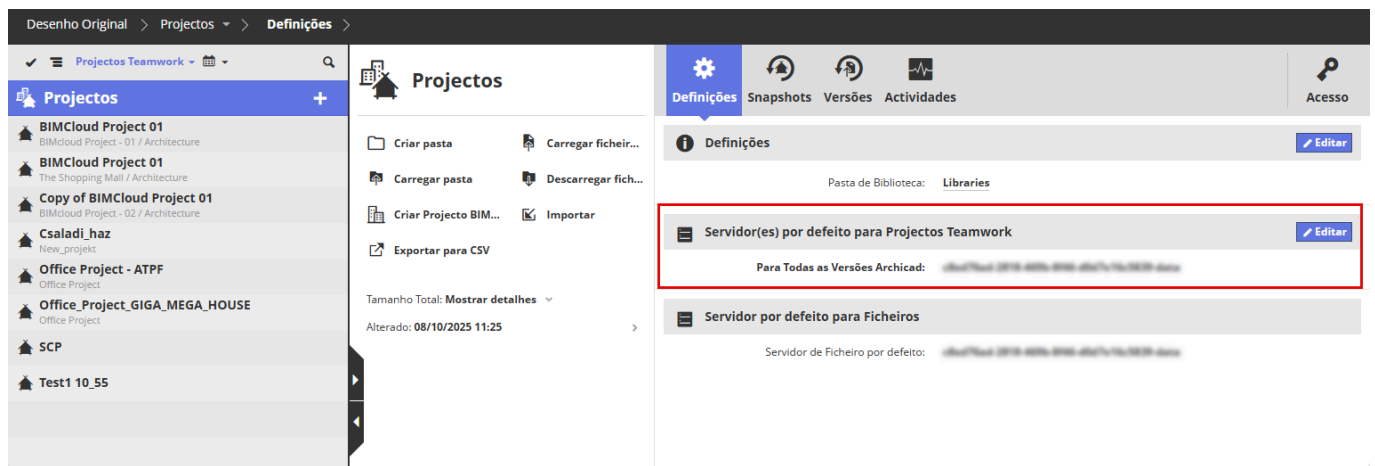 Desenho Original > Projectos > Definições >
Projectos Teamwork
Projectos +
BIMCloud Project 01
BIMcloud Project - 01 / Architecture
BIMCloud Project 01
The Shopping Mall / Architecture
Copy of BIMCloud Project 01
BIMcloud Project - 02 / Architecture
Csaladi_haz
New_projekt
Office Project - ATPF
Office Project
Office_Project_GIGA_MEGA_HOUSE
Office Project
SCP
Test1 10_55
Projectos
Criar pasta
Carregar ficheir...
Carregar pasta
Descarregar fich...
Criar Projecto BIM...
Importar
Exportar para CSV
Tamanho Total: Mostrar detalhes
Alterado: 08/10/2025 11:25 >
Definições
Snapshots
Versões
Actividades
Acesso
Definições
Editar
Pasta de Biblioteca: Libraries
Servidor(es) por defeito para Projectos Teamwork
Editar
Para Todas as Versões Archicad:
Servidor por defeito para Ficheiros
Servidor de Ficheiro por defeito: